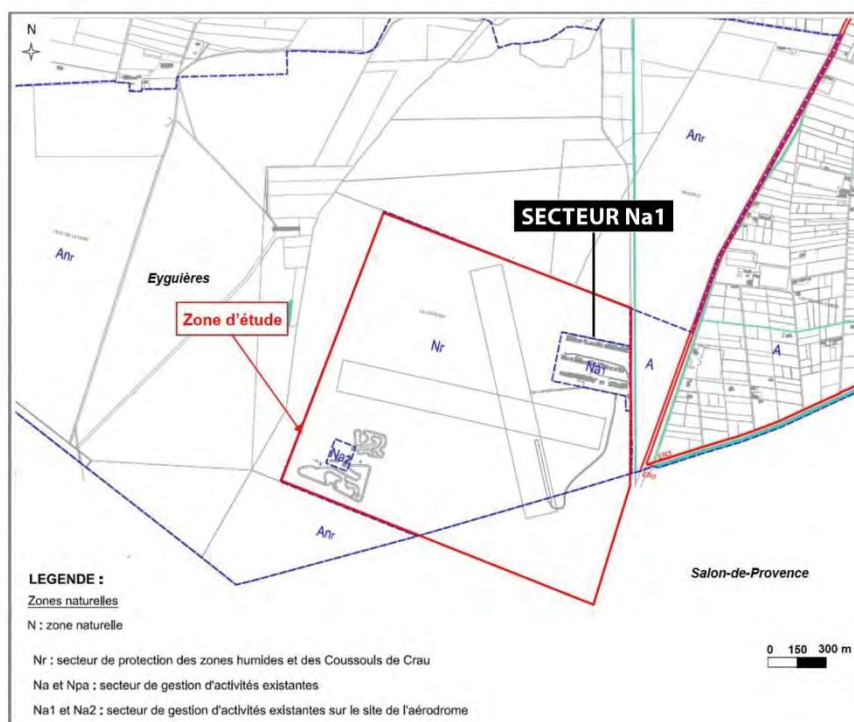 N
Anr
SECTEUR Na1
Anr
Eyguières
Zone d'étude
Nr
Na1
A
A
Na2
Anr
Salon-de-Provence
LEGENDE :
Zones naturelles
N : zone naturelle
Nr : secteur de protection des zones humides et des Coussouls de Crau
Na et Npa : secteur de gestion d'activités existantes
Na1 et Na2 : secteur de gestion d'activités existantes sur le site de l'aérodrome
0 150 300 m